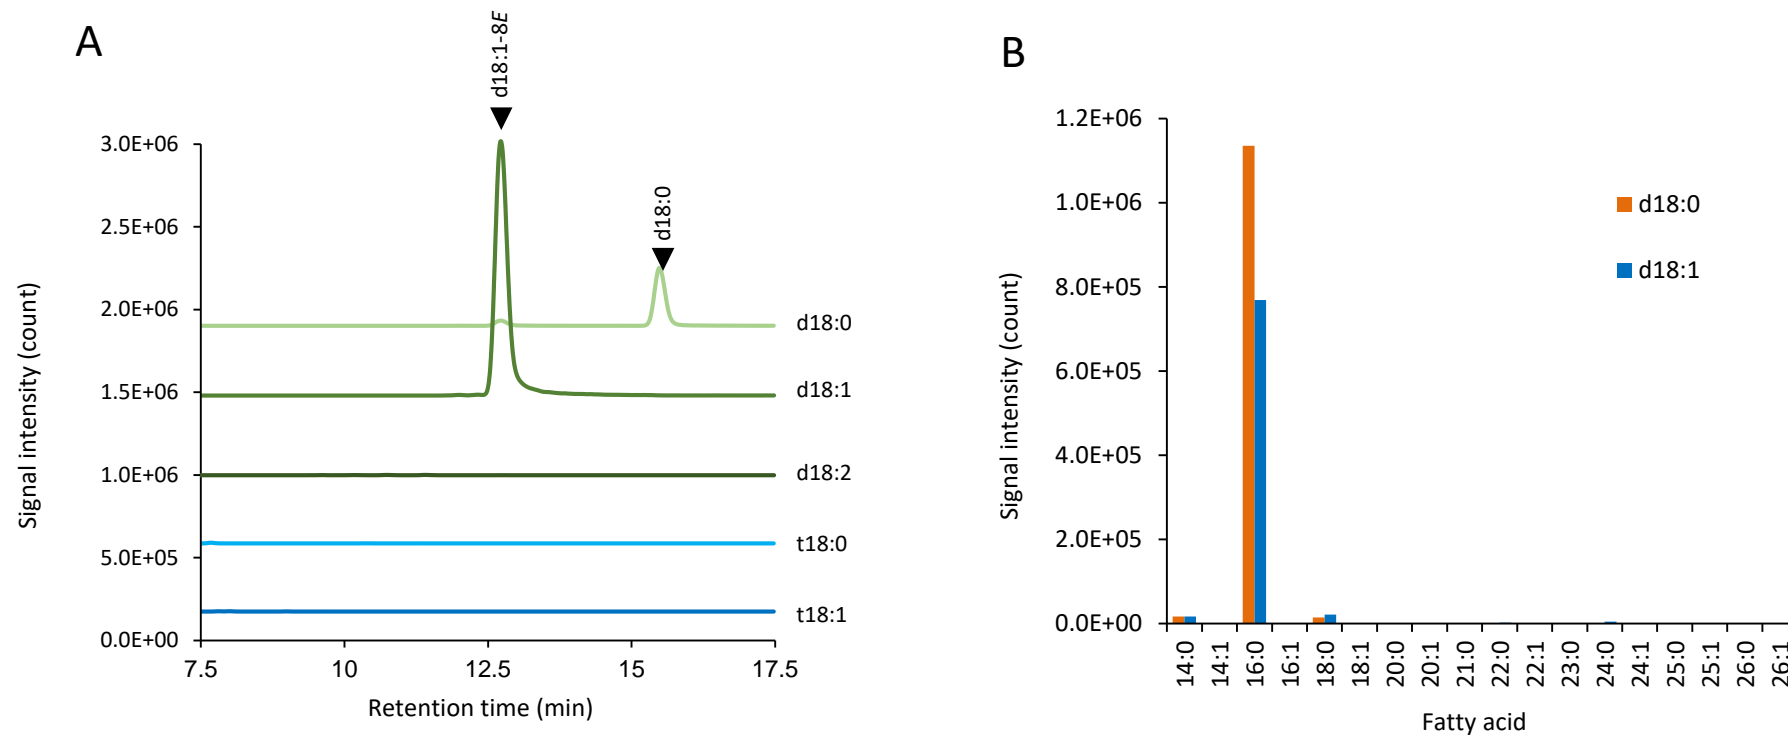 A
d18:1-8E
d18:0
3.0E+06
2.5E+06
2.0E+06
1.5E+06
1.0E+06
5.0E+05
0.0E+00
Signal intensity (count)
d18:0
d18:1
d18:2
t18:0
t18:1
7.5 10 12.5 15 17.5
Retention time (min)
B
1.2E+06
1.0E+06
8.0E+05
6.0E+05
4.0E+05
2.0E+05
0.0E+00
Signal intensity (count)
d18:0
d18:1
14:0 14:1 16:0 16:1 18:0 18:1 20:0 20:1 21:0 22:0 22:1 23:0 24:0 24:1 25:0 25:1 26:0 26:1
Fatty acid